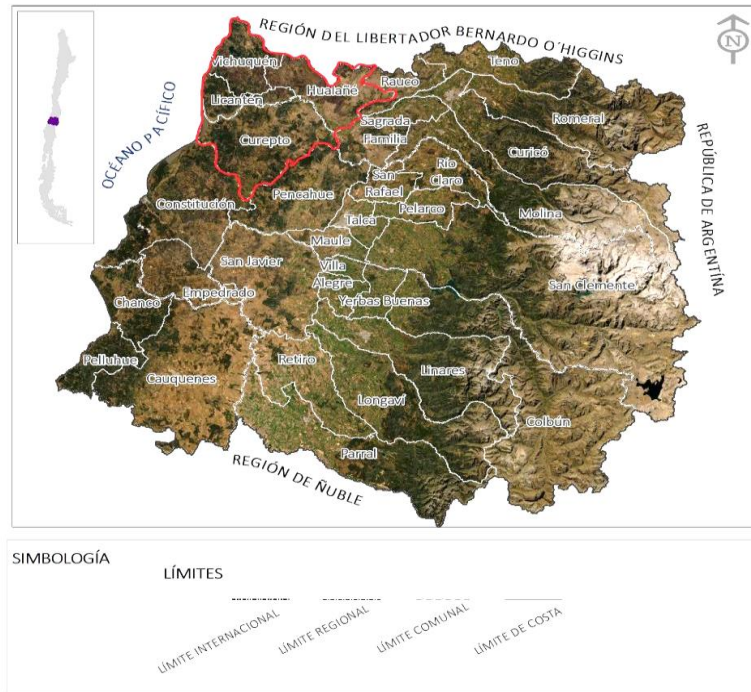 REGIÓN DEL LIBERTADOR BERNARDO O´HIGGINS
N
OCÉANO PACÍFICO
REPÚBLICA DE ARGENTÍNA
Vichuquén
Teno
Rauco
Hualañé
Licantén
Romeral
Sagrada
Familia
Curepto
Curicó
Río
Claro
San
Rafael
Pencahue
Constitución
Pelarco
Molina
Talca
Maule
San Javier
Villa
Alegre
San Clemente
Empedrado
Chanco
Yerbas Buenas
Pelluhue
Retiro
Linares
Cauquenes
Longaví
Colbún
Parral
REGIÓN DE ÑUBLE
SIMBOLOGÍA
LÍMITES
LÍMITE INTERNACIONAL
LÍMITE REGIONAL
LÍMITE COMUNAL
LÍMITE DE COSTA